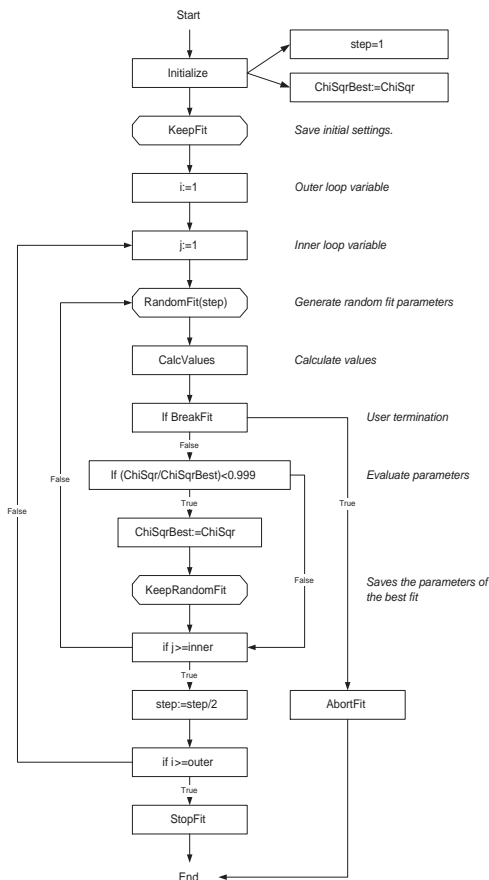 Start
step=1
Initialize
ChiSqrBest:=ChiSqr
KeepFit
Save initial settings.
i:=1
Outer loop variable
j:=1
Inner loop variable
RandomFit(step)
Generate random fit parameters
CalcValues
Calculate values
If BreakFit
User termination
False
If (ChiSqr/ChiSqrBest)<0.999
Evaluate parameters
False
True
True
False
ChiSqrBest:=ChiSqr
KeepRandomFit
False
Saves the parameters of
the best fit
if j>=inner
True
step:=step/2
AbortFit
if i>=outer
True
StopFit
End